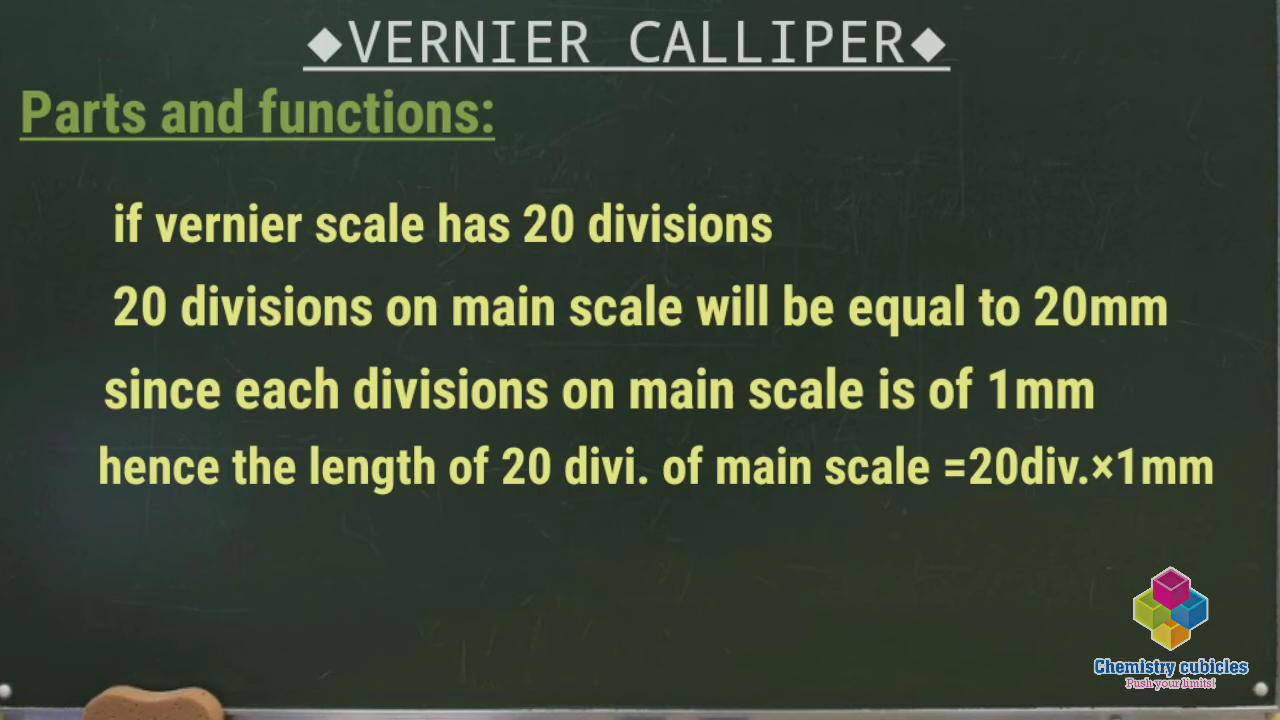 ◆VERNIER CALLIPER◆
Parts and functions:
if vernier scale has 20 divisions
20 divisions on main scale will be equal to 20mm
since each divisions on main scale is of 1mm
hence the length of 20 divi. of main scale =20div.×1mm
Chemistry cubicles
Push your limits!